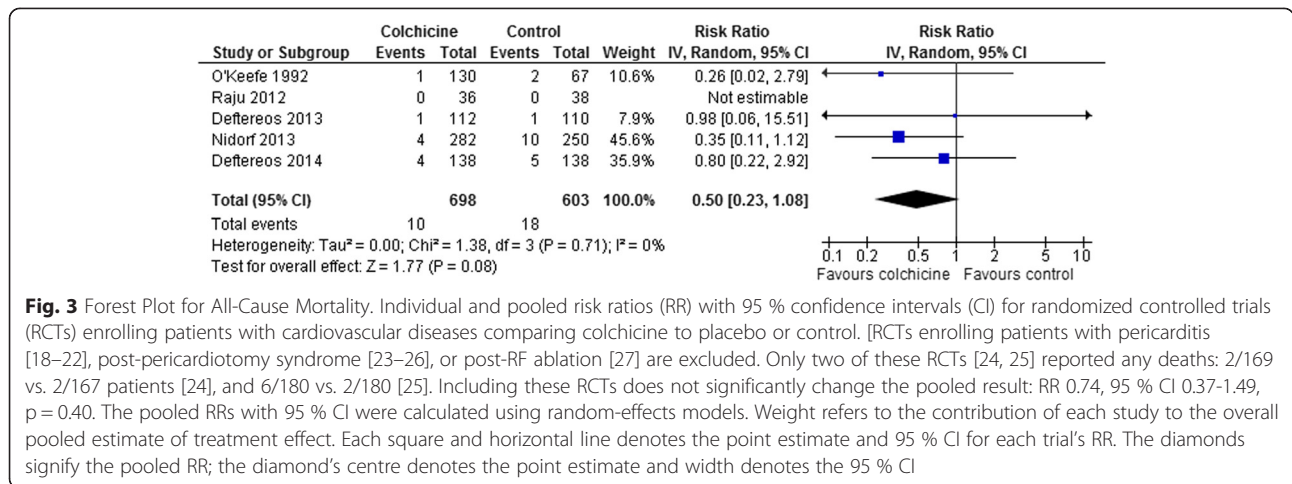 Colchicine Control Risk Ratio Risk Ratio
Study or Subgroup Events Total Events Total Weight IV, Random, 95% CI IV, Random, 95% CI
O'Keefe 1992 1 130 2 67 10.6% 0.26 [0.02, 2.79]
Raju 2012 0 36 0 38 Not estimable
Deftereos 2013 1 112 1 110 7.9% 0.98 [0.06, 15.51]
Nidorf 2013 4 282 10 250 45.6% 0.35 [0.11, 1.12]
Deftereos 2014 4 138 5 138 35.9% 0.80 [0.22, 2.92]
Total (95% CI) 698 603 100.0% 0.50 [0.23, 1.08]
Total events 10 18
Heterogeneity: Tau² = 0.00; Chi² = 1.38, df = 3 (P = 0.71); I² = 0%
Test for overall effect: Z = 1.77 (P = 0.08)
0.1 0.2 0.5 1 2 5 10
Favours colchicine Favours control
Fig. 3 Forest Plot for All-Cause Mortality. Individual and pooled risk ratios (RR) with 95 % confidence intervals (CI) for randomized controlled trials
(RCTs) enrolling patients with cardiovascular diseases comparing colchicine to placebo or control. [RCTs enrolling patients with pericarditis
[18–22], post-pericardiotomy syndrome [23–26], or post-RF ablation [27] are excluded. Only two of these RCTs [24, 25] reported any deaths: 2/169
vs. 2/167 patients [24], and 6/180 vs. 2/180 [25]. Including these RCTs does not significantly change the pooled result: RR 0.74, 95 % CI 0.37-1.49,
p = 0.40. The pooled RRs with 95 % CI were calculated using random-effects models. Weight refers to the contribution of each study to the overall
pooled estimate of treatment effect. Each square and horizontal line denotes the point estimate and 95 % CI for each trial's RR. The diamonds
signify the pooled RR; the diamond's centre denotes the point estimate and width denotes the 95 % CI